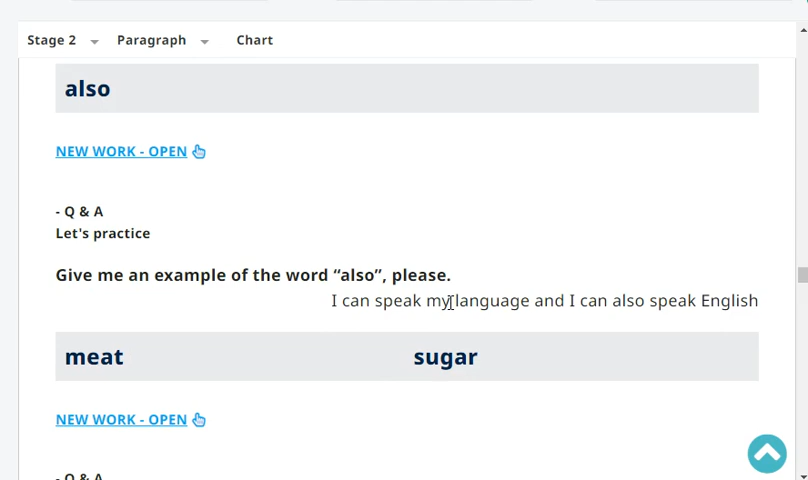 Stage 2 Paragraph Chart
also
NEW WORK - OPEN
- Q & A
Let's practice
Give me an example of the word “also”, please.
I can speak my language and I can also speak English
meat sugar
NEW WORK - OPEN
- Q & A